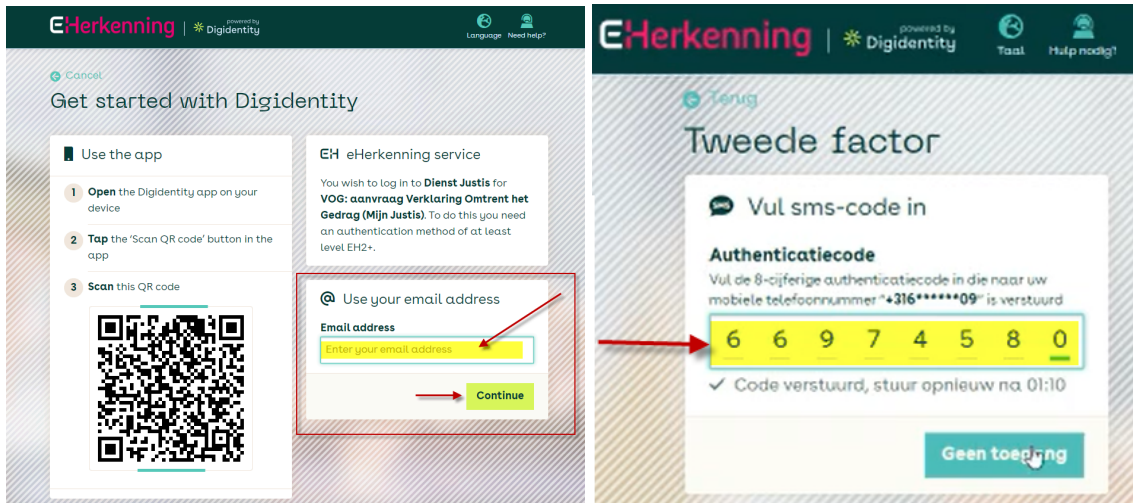 EHerkenning | powered by Digidentity
Language Need help?
Cancel
Get started with Digidentity
Use the app
1 Open the Digidentity app on your
device
2 Tap the ‘Scan QR code’ button in the
app
3 Scan this QR code
EH eHerkenning service
You wish to log in to Dienst Justis for
VOG: aanvraag Verklaring Omtrent het
Gedrag (Mijn Justis). To do this you need
an authentication method of at least
level EH2+.
@ Use your email address
Email address
Enter your email address
Continue
EHerkenning | powered by Digidentity
Taal Hulp nodig?
Terug
Tweede factor
SMS Vul sms-code in
Authenticatiecode
Vul de 8-cijferige authenticatiecode in die naar uw
mobiele telefoonnummer "+316******09" is verstuurd
6 6 9 7 4 5 8 0
Code verstuurd, stuur opnieuw na 01:10
Geen toegang